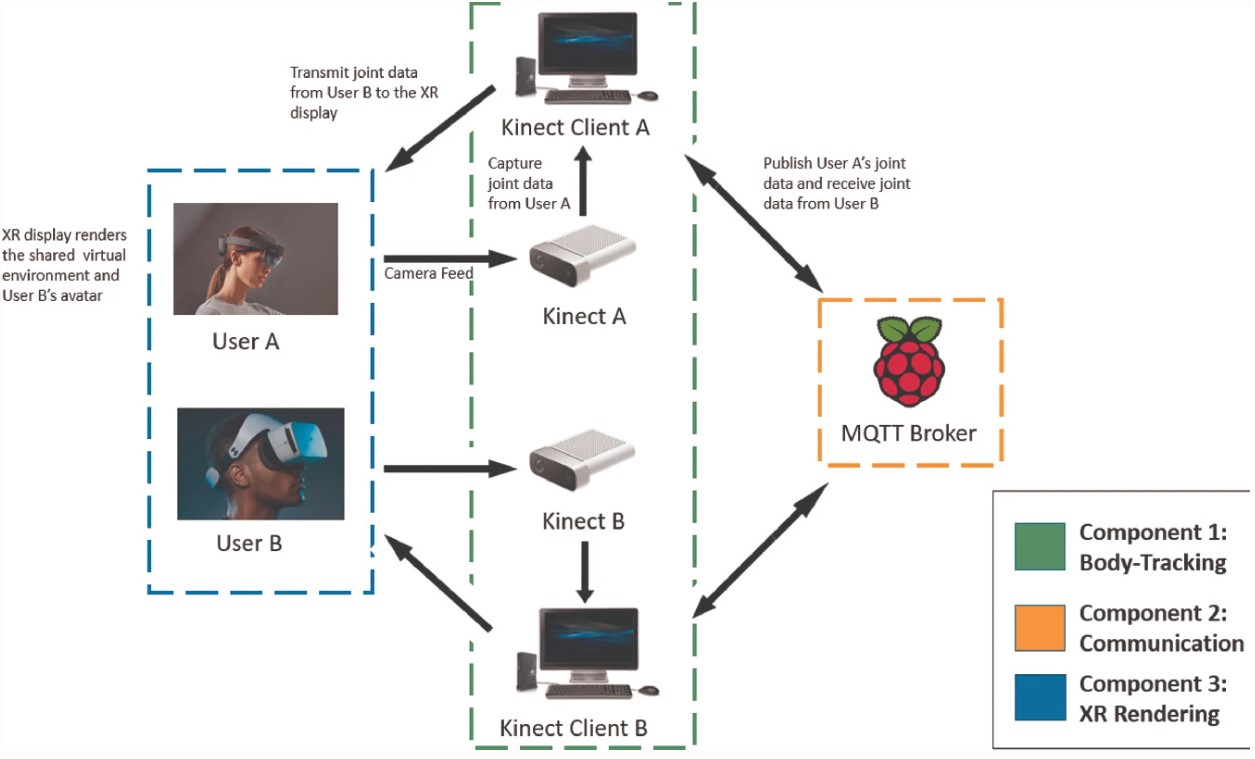 Transmit joint data
from User B to the XR
display
Kinect Client A
Capture
joint data
from User A
Publish User A's joint
data and receive joint
data from User B
XR display renders
the shared virtual
environment and
User B's avatar
Camera Feed
User A
Kinect A
MQTT Broker
Kinect B
User B
Kinect Client B
Component 1:
Body-Tracking
Component 2:
Communication
Component 3:
XR Rendering